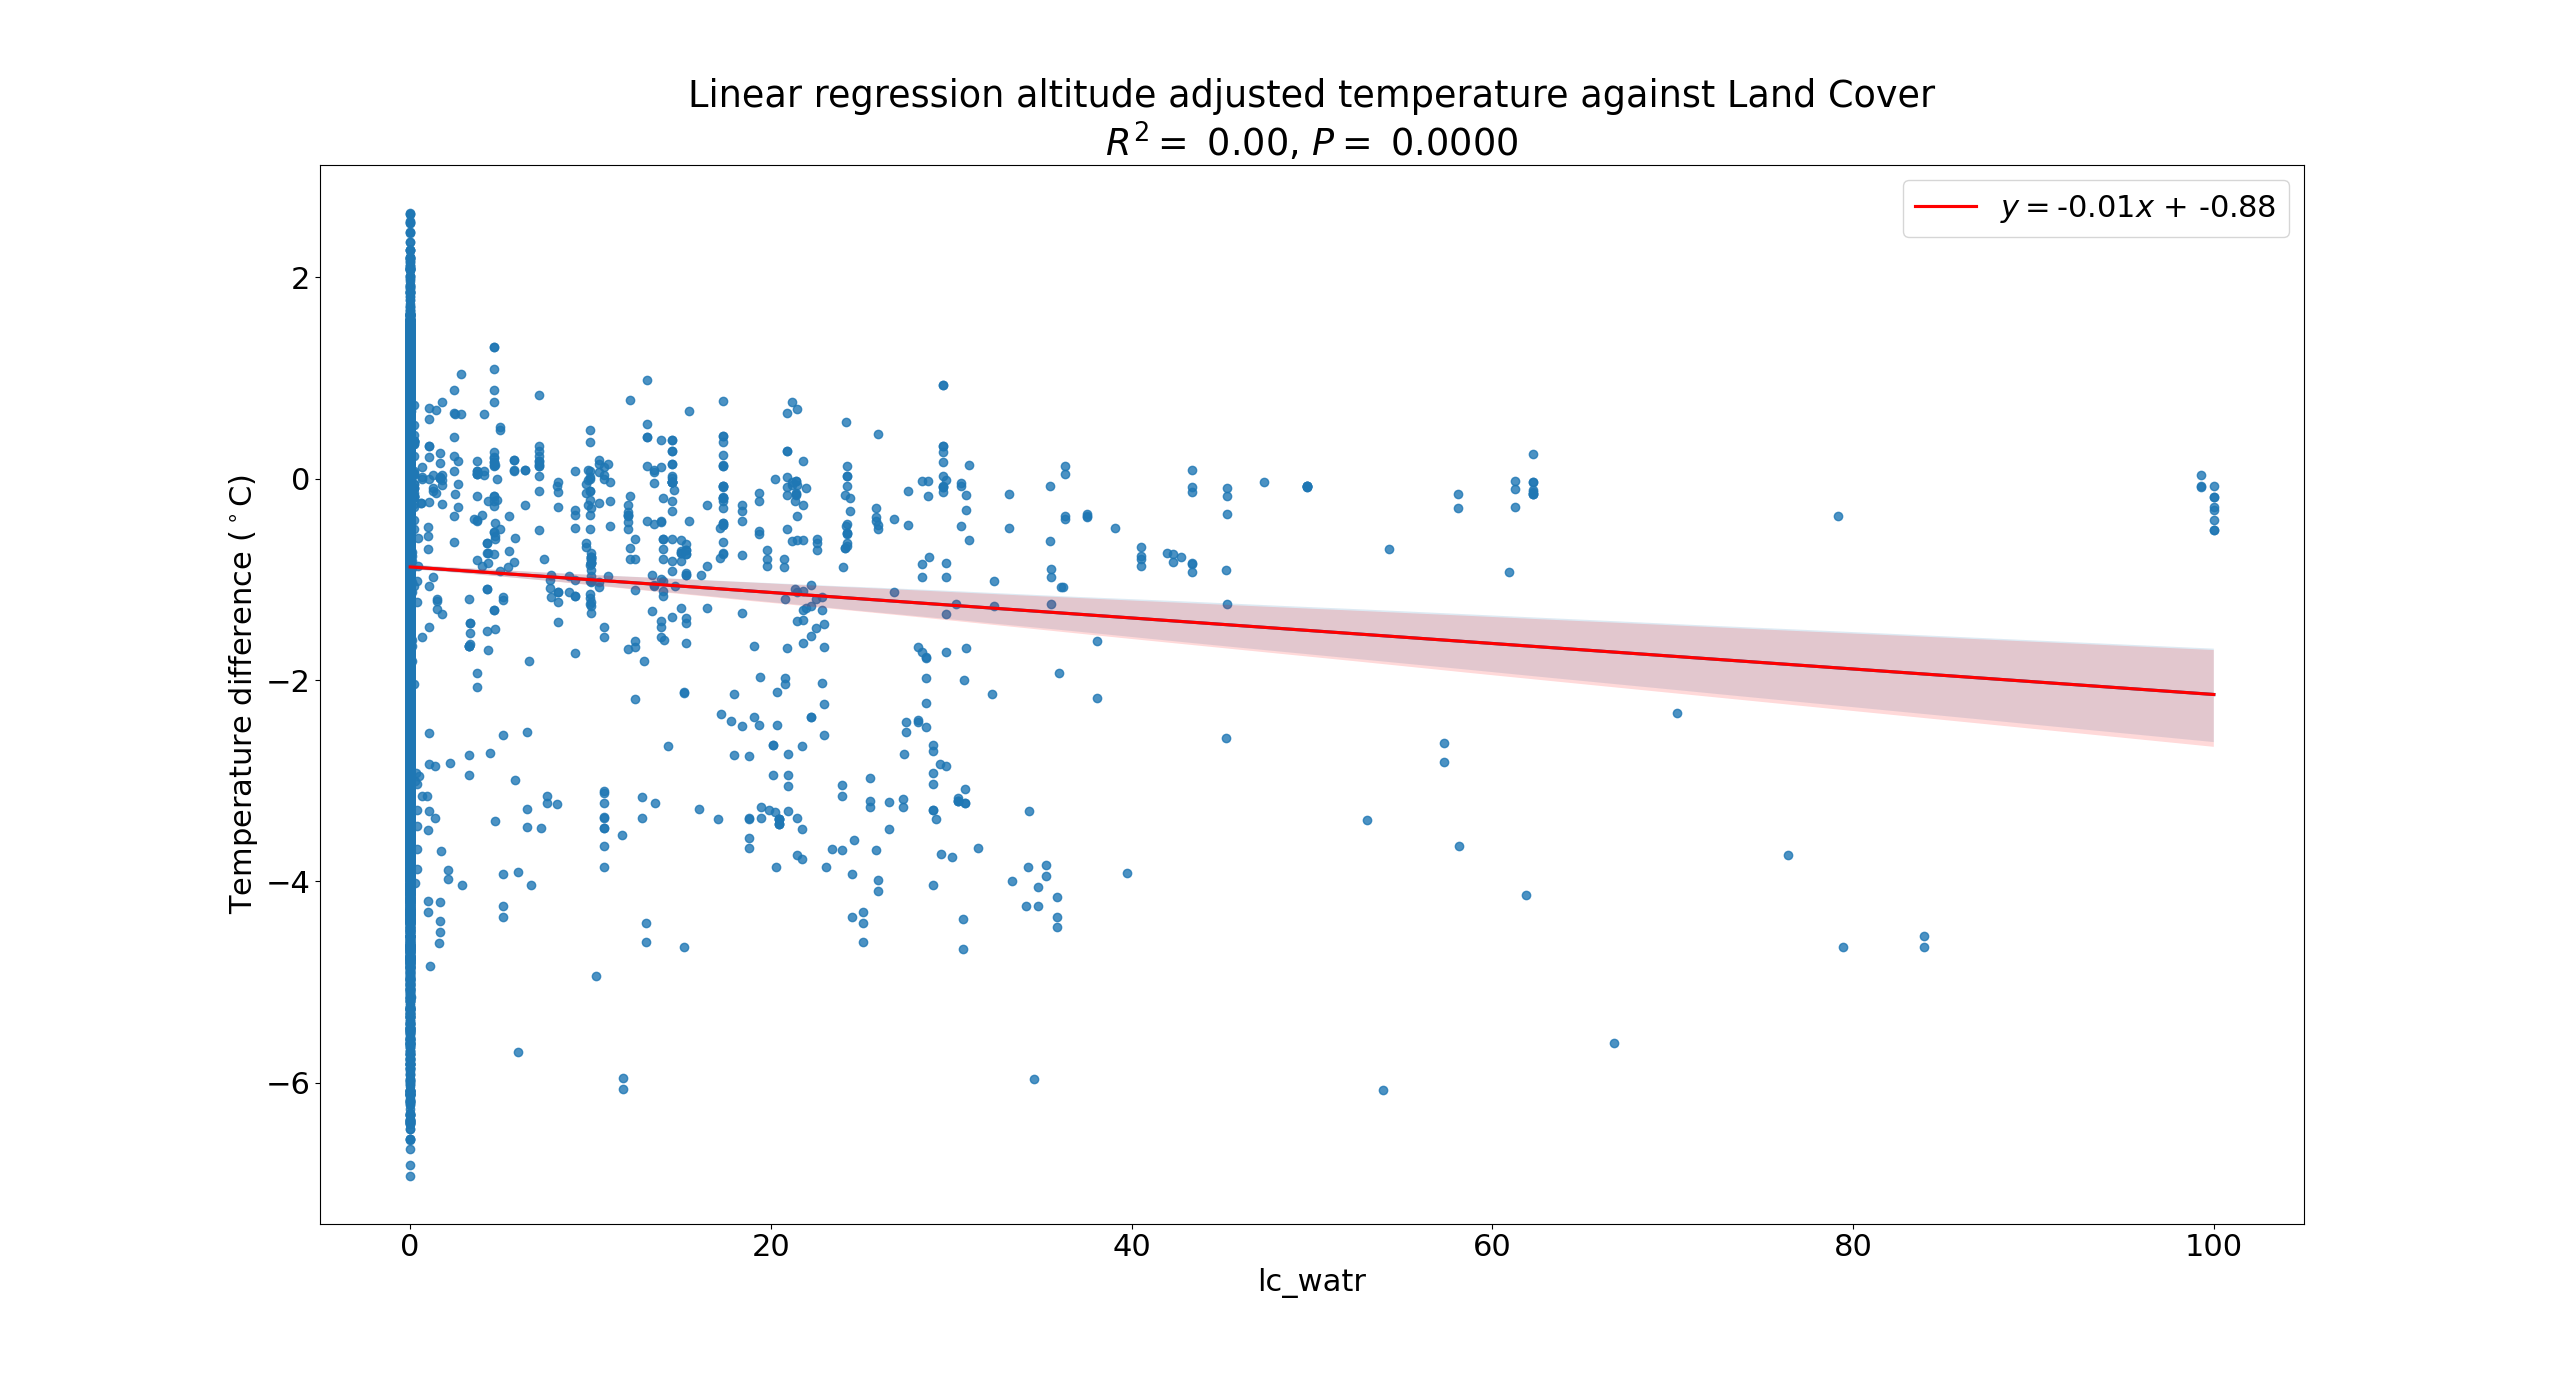 Linear regression altitude adjusted temperature against Land Cover
R² = 0.00, P = 0.0000
y = -0.01x + -0.88
Temperature difference (°C)
2
0
−2
−4
−6
0
20
40
60
80
100
lc_watr